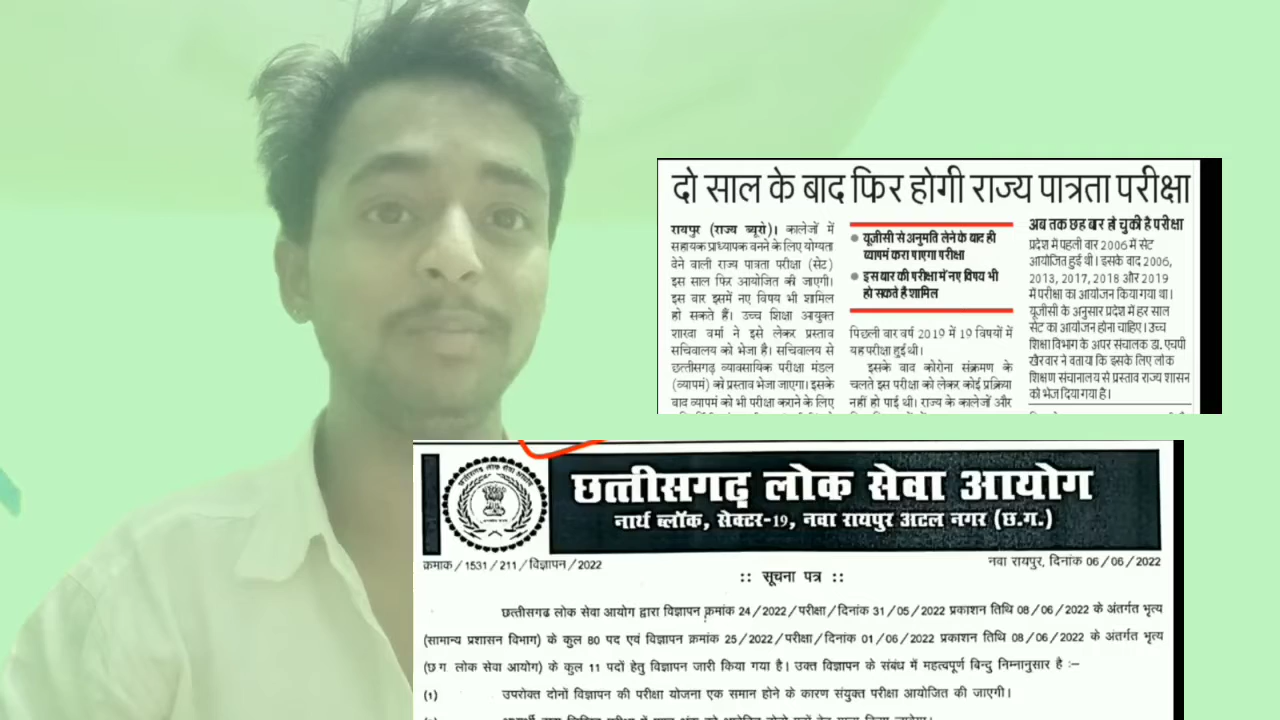 दो साल के बाद फिर होगी राज्य पात्रता परीक्षा
रायपुर (राज्य ब्यूरो)। कालेजों में
सहायक प्राध्यापक बनने के लिए योग्यता
देने वाली राज्य पात्रता परीक्षा (सेट)
इस साल फिर आयोजित की जाएगी।
इस बार इसमें नए विषय भी शामिल
हो सकते हैं। उच्च शिक्षा आयुक्त
शारदा वर्मा ने इसे लेकर प्रस्ताव
सचिवालय को भेजा है। सचिवालय से
छत्तीसगढ़ व्यावसायिक परीक्षा मंडल
(व्यापमं) को प्रस्ताव भेजा जाएगा। इसके
बाद व्यापमं को भी परीक्षा कराने के लिए
● यूजीसी से अनुमति लेने के बाद ही
व्यापमं करा पाएगा परीक्षा
● इस बार की परीक्षा में नए विषय भी
हो सकते हैं शामिल
पिछली बार वर्ष 2019 में 19 विषयों में
यह परीक्षा हुई थी।
इसके बाद कोरोना संक्रमण के
चलते इस परीक्षा को लेकर कोई प्रक्रिया
नहीं हो पाई थी। राज्य के कालेजों और
अब तक छह बार हो चुकी है परीक्षा
प्रदेश में पहली बार 2006 में सेट
आयोजित हुई थी। इसके बाद 2006,
2013, 2017, 2018 और 2019
में परीक्षा का आयोजन किया गया था।
यूजीसी के अनुसार प्रदेश में हर साल
सेट का आयोजन होना चाहिए। उच्च
शिक्षा विभाग के अपर संचालक डा. एचपी
खैरवार ने बताया कि इसके लिए लोक
शिक्षण संचानालय से प्रस्ताव राज्य शासन
को भेज दिया गया है।
छत्तीसगढ़ लोक सेवा आयोग
नार्थ ब्लॉक, सेक्टर-19, नवा रायपुर अटल नगर (छ.ग.)
क्रमांक/1531/211/विज्ञापन/2022
नवा रायपुर, दिनांक 06/06/2022
:: सूचना पत्र ::
छत्तीसगढ लोक सेवा आयोग द्वारा विज्ञापन क्रमांक 24/2022/परीक्षा/दिनांक 31/05/2022 प्रकाशन तिथि 08/06/2022 के अंतर्गत भृत्य
(सामान्य प्रशासन विभाग) के कुल 80 पद एवं विज्ञापन क्रमांक 25/2022/परीक्षा/दिनांक 01/06/2022 प्रकाशन तिथि 08/06/2022 के अंतर्गत भृत्य
(छ ग लोक सेवा आयोग) के कुल 11 पदों हेतु विज्ञापन जारी किया गया है। उक्त विज्ञापन के संबंध में महत्वपूर्ण बिन्दु निम्नानुसार है :–
(1) उपरोक्त दोनों विज्ञापन की परीक्षा योजना एक समान होने के कारण संयुक्त परीक्षा आयोजित की जाएगी।